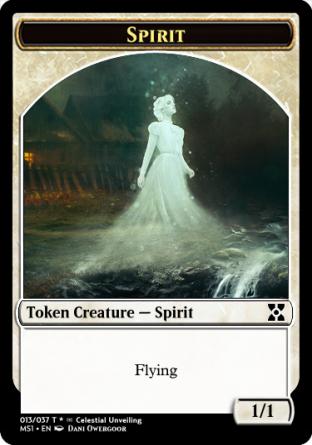 Spirit
Token Creature — Spirit
Flying
1/1
013/037 T * ∞ Celestial Unveiling
MS1 • EN Dani Owergoor